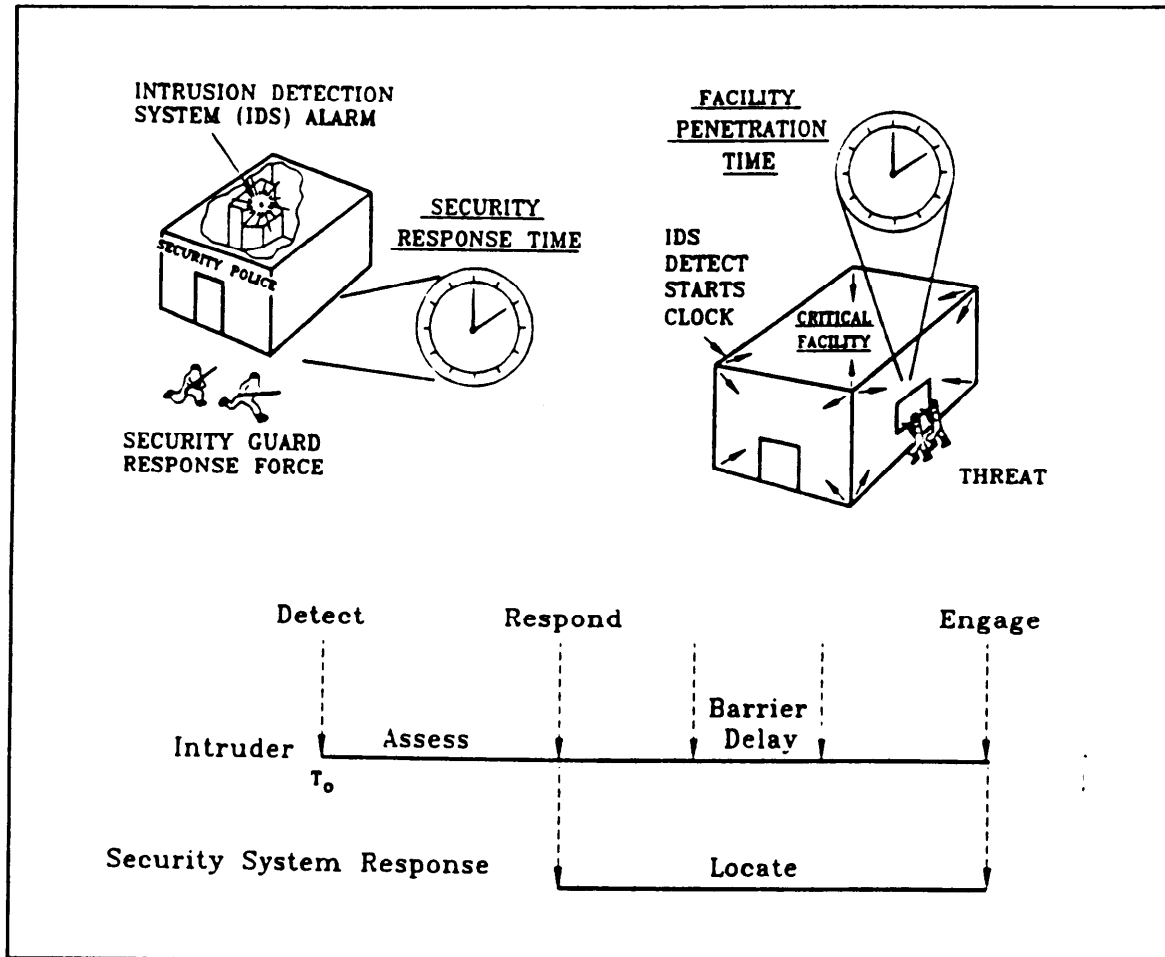 INTRUSION DETECTION
SYSTEM (IDS) ALARM
SECURITY POLICE
SECURITY
RESPONSE TIME
SECURITY GUARD
RESPONSE FORCE
FACILITY
PENETRATION
TIME
IDS
DETECT
STARTS
CLOCK
CRITICAL
FACILITY
THREAT
Detect
Respond
Engage
Barrier
Delay
Intruder
Assess
To
Security System Response
Locate